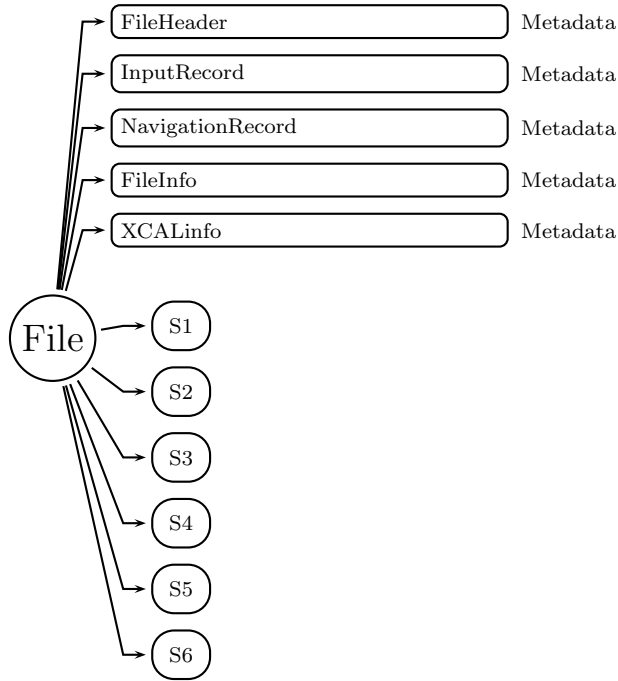 FileHeader Metadata
InputRecord Metadata
NavigationRecord Metadata
FileInfo Metadata
XCALinfo Metadata
File
S1
S2
S3
S4
S5
S6